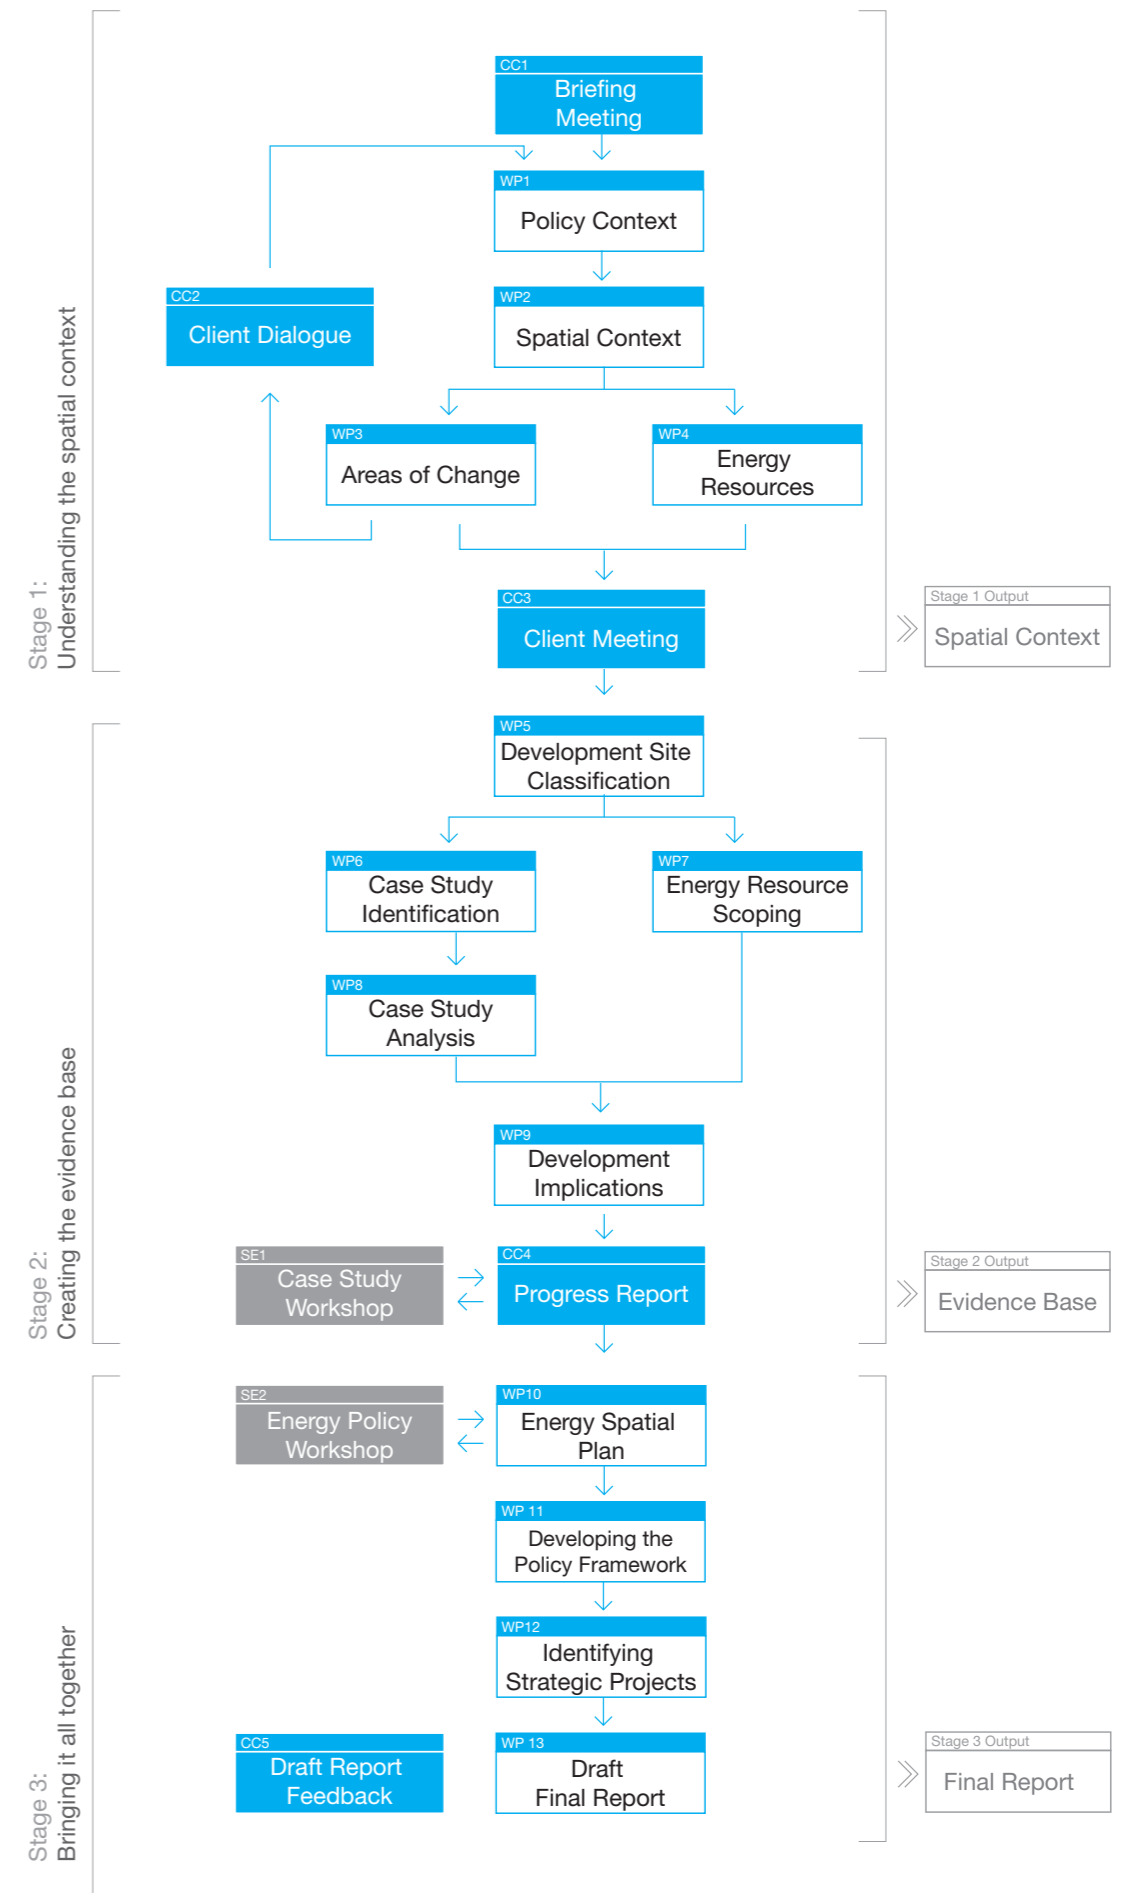 Stage 1:
Understanding the spatial context
CC1
Briefing
Meeting
WP1
Policy Context
CC2
Client Dialogue
WP2
Spatial Context
WP3
Areas of Change
WP4
Energy
Resources
CC3
Client Meeting
Stage 1 Output
Spatial Context
Stage 2:
Creating the evidence base
WP5
Development Site
Classification
WP6
Case Study
Identification
WP7
Energy Resource
Scoping
WP8
Case Study
Analysis
WP9
Development
Implications
SE1
Case Study
Workshop
CC4
Progress Report
Stage 2 Output
Evidence Base
Stage 3:
Bringing it all together
SE2
Energy Policy
Workshop
WP10
Energy Spatial
Plan
WP 11
Developing the
Policy Framework
WP12
Identifying
Strategic Projects
CC5
Draft Report
Feedback
WP 13
Draft
Final Report
Stage 3 Output
Final Report